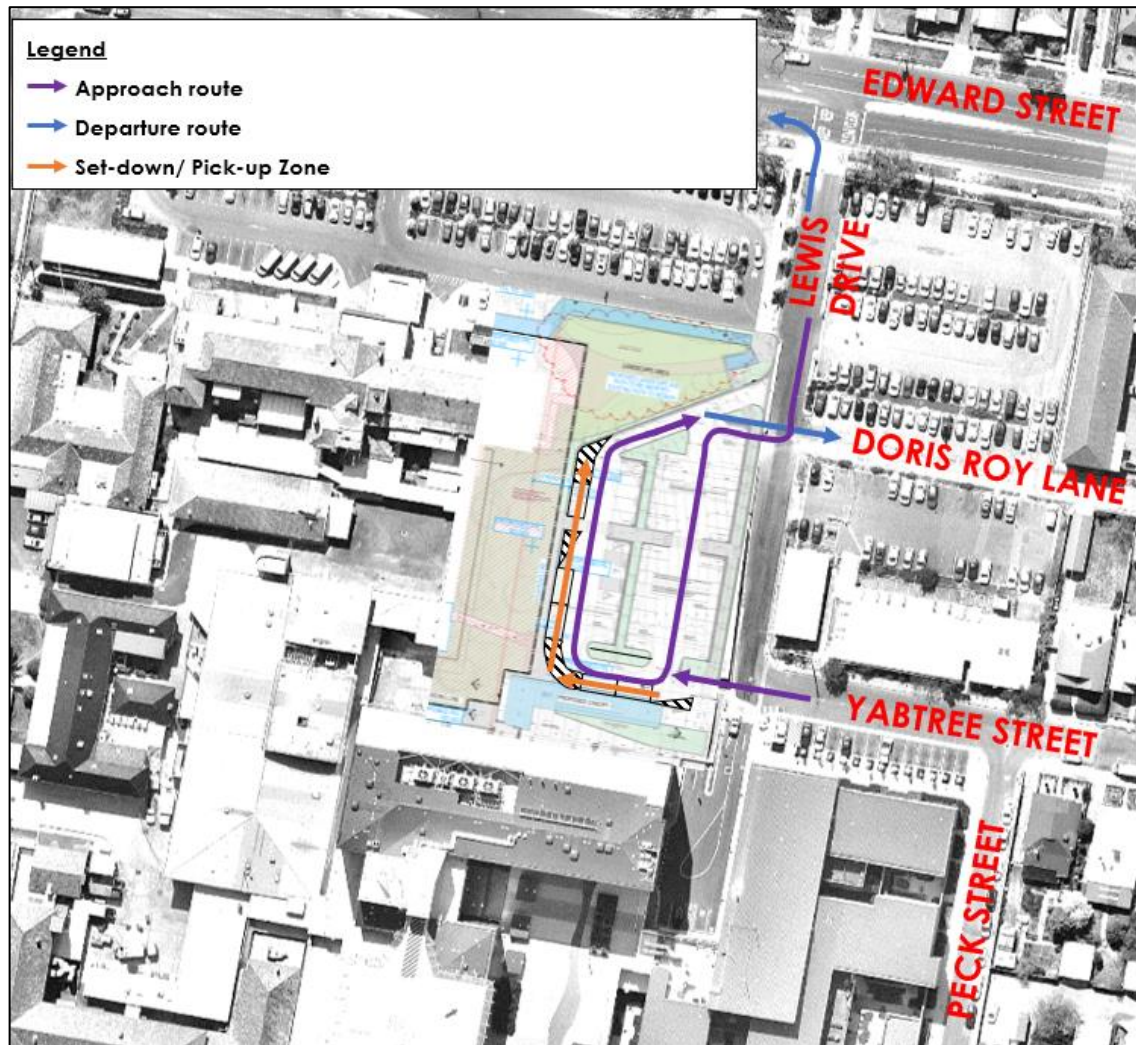 Legend
Approach route
Departure route
Set-down/ Pick-up Zone
EDWARD STREET
LEWIS
DRIVE
DORIS ROY LANE
YABTREE STREET
PECK STREET